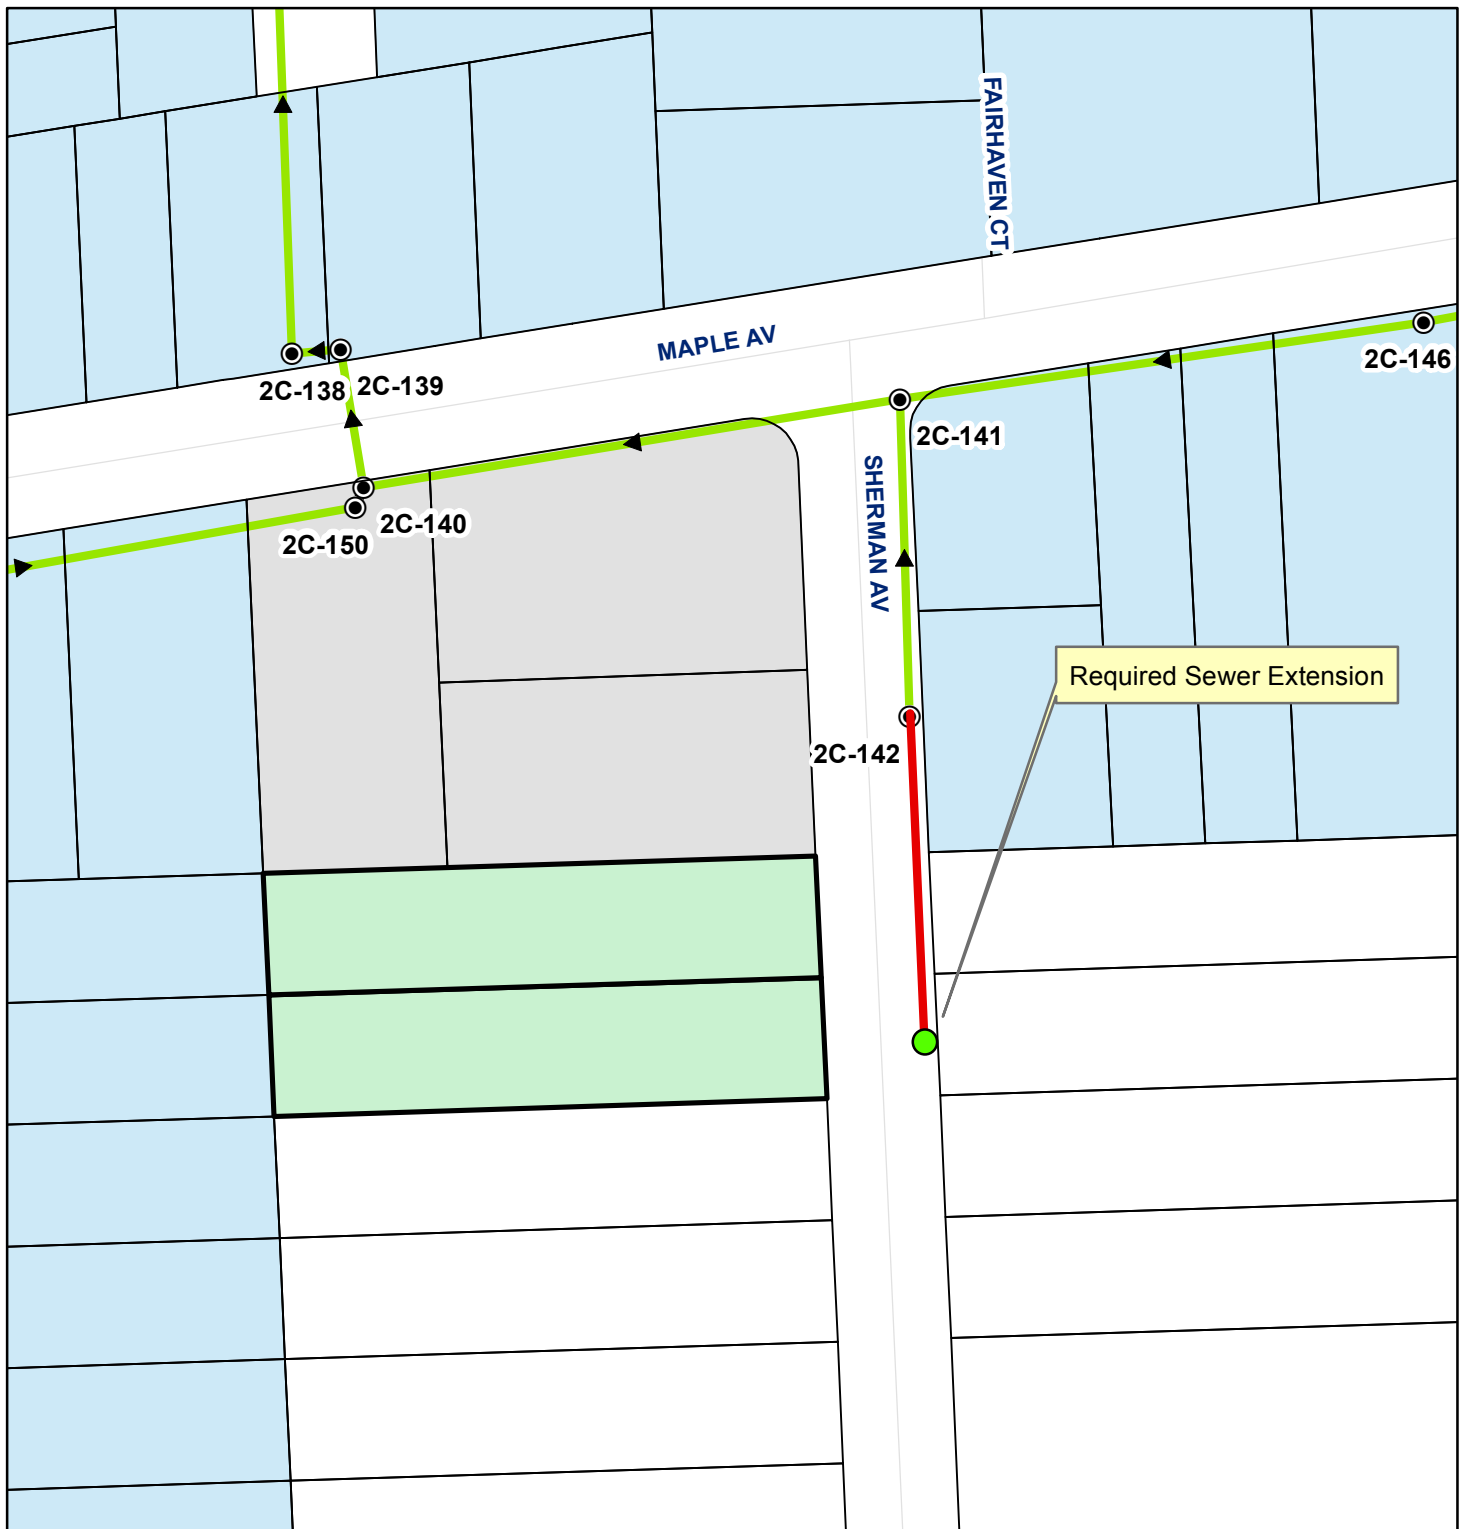 FAIRHAVEN CT
MAPLE AV
2C-146
2C-138
2C-139
2C-141
SHERMAN AV
2C-140
2C-150
Required Sewer Extension
2C-142